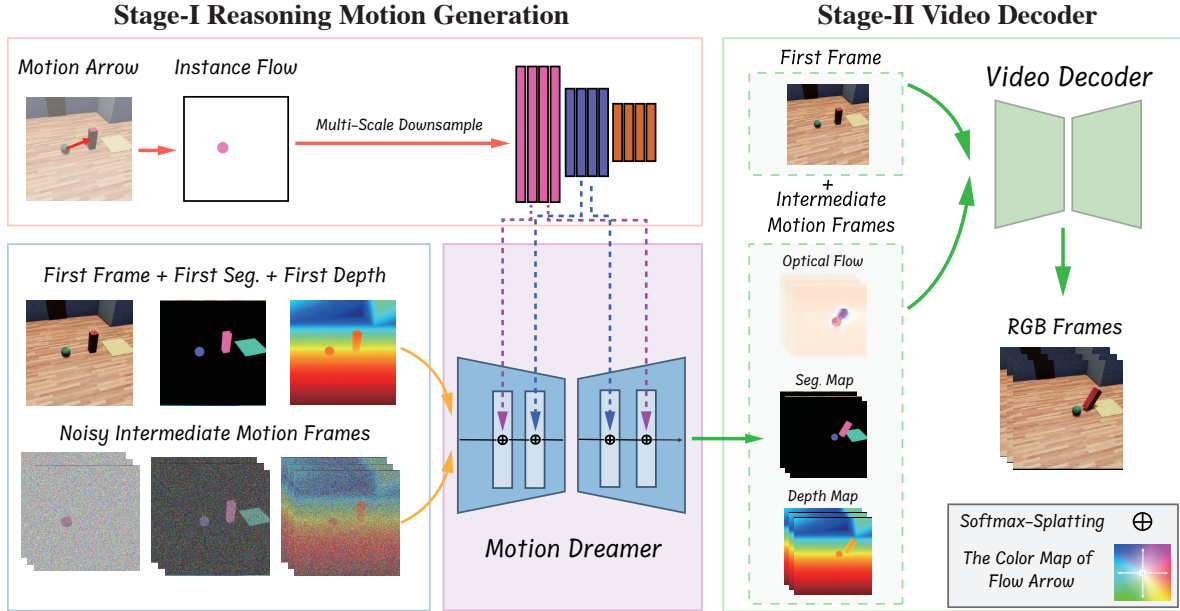 Stage-I Reasoning Motion Generation
Motion Arrow
Instance Flow
Multi-Scale Downsample
First Frame + First Seg. + First Depth
Noisy Intermediate Motion Frames
Motion Dreamer
Stage-II Video Decoder
First Frame
+
Intermediate
Motion Frames
Optical Flow
Seg. Map
Depth Map
Video Decoder
RGB Frames
Softmax-Splatting
The Color Map of
Flow Arrow